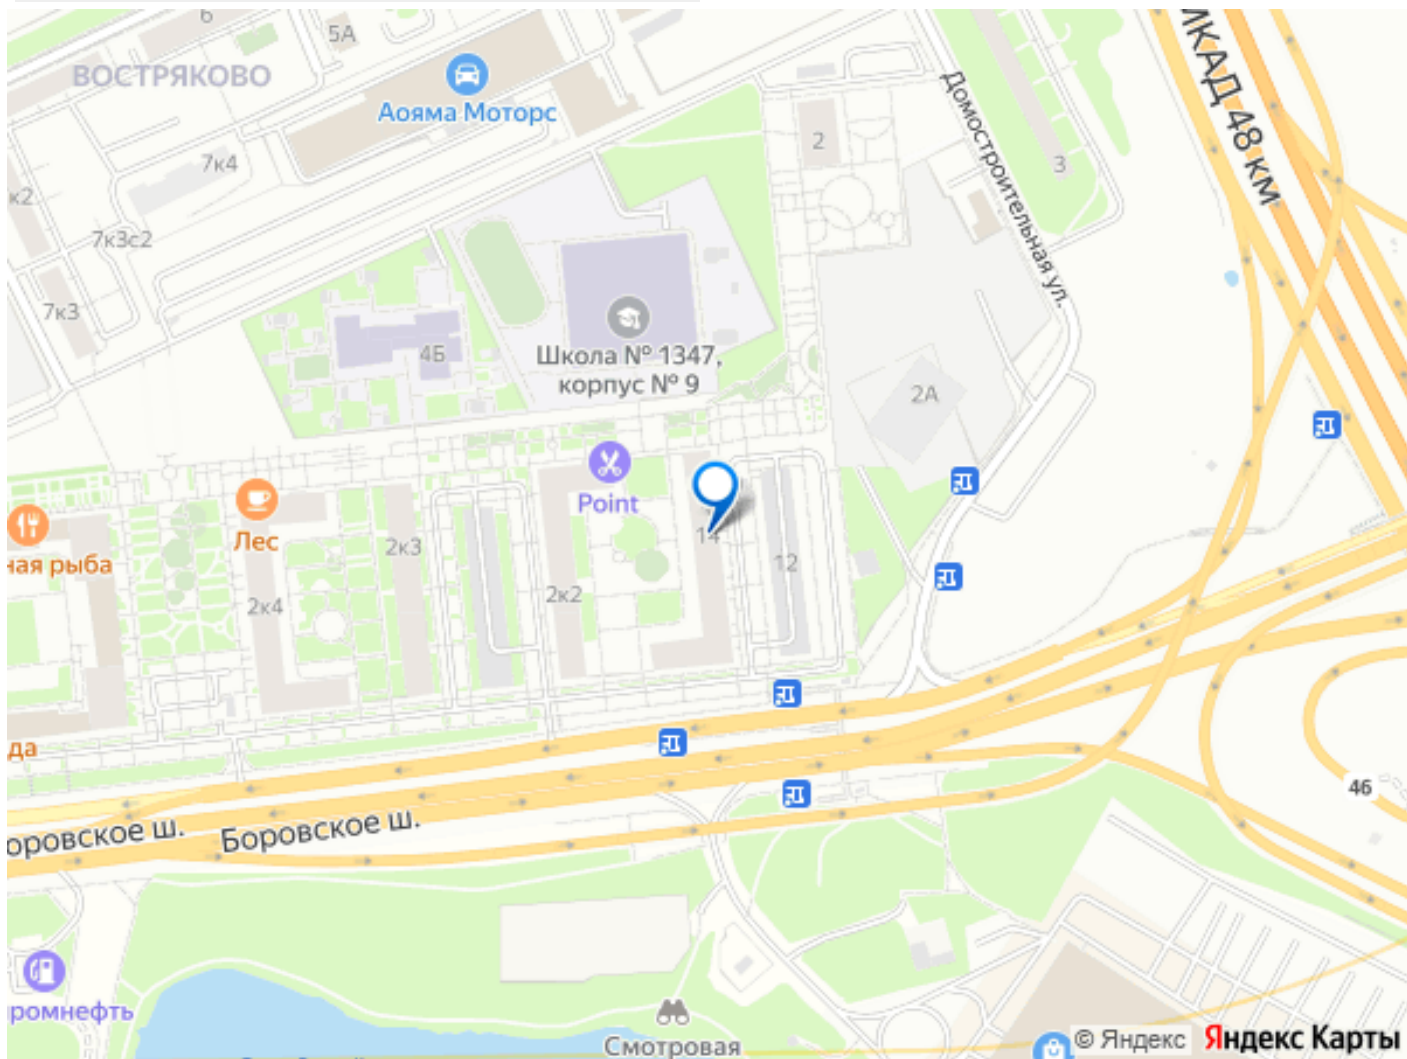 6
5А
ВОСТРЯКОВО
Аояма Моторс
МКАД 48 км
Домостроительная ул.
2
3
7к4
к2
7к3с2
7к3
4Б
Школа № 1347,
корпус № 9
2А
Point
Лес
ная рыба
2к3
14
12
2к4
2к2
да
Боровское ш.
Боровское ш.
46
ромнефть
Смотровая
© Яндекс Яндекс Карты